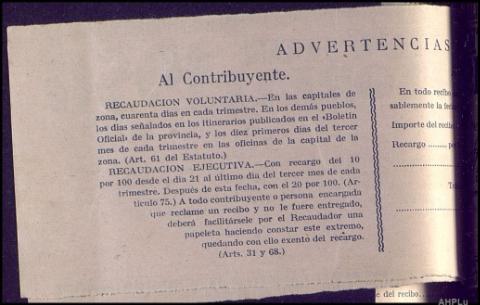 ADVERTENCIAS
Al Contribuyente.
RECAUDACION VOLUNTARIA.—En las capitales de
zona, cuarenta días en cada trimestre. En los demás pueblos,
los días señalados en los itinerarios publicados en el «Boletín
Oficial» de la provincia, y los diez primeros días del tercer
mes de cada trimestre en las oficinas de la capital de la
zona. (Art. 61 del Estatuto.)
RECAUDACION EJECUTIVA.—Con recargo del 10
por 100 desde el día 21 al último día del tercer mes de cada
trimestre. Después de esta fecha, con el 20 por 100. (Ar-
tículo 75.) A todo contribuyente o persona encargada
que reclame un recibo y no le fuere entregado,
deberá facilitársele por el Recaudador una
papeleta haciendo constar este extremo,
quedando con ello exento del recargo.
(Arts. 31 y 68.)
En todo recibo
sablemente la
Importe del
Recargo ........
e del recibo..
AHPLu